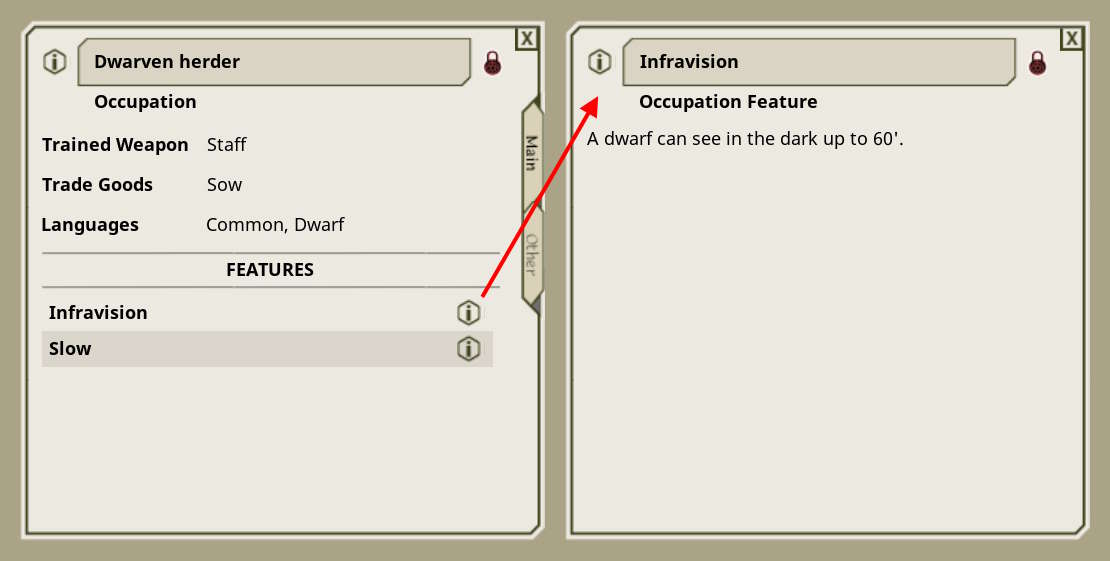 Dwarven herder
X
Occupation
Trained Weapon Staff
Trade Goods Sow
Languages Common, Dwarf
FEATURES
Infravision
Slow
Main
Other
Infravision
X
Occupation Feature
A dwarf can see in the dark up to 60'.